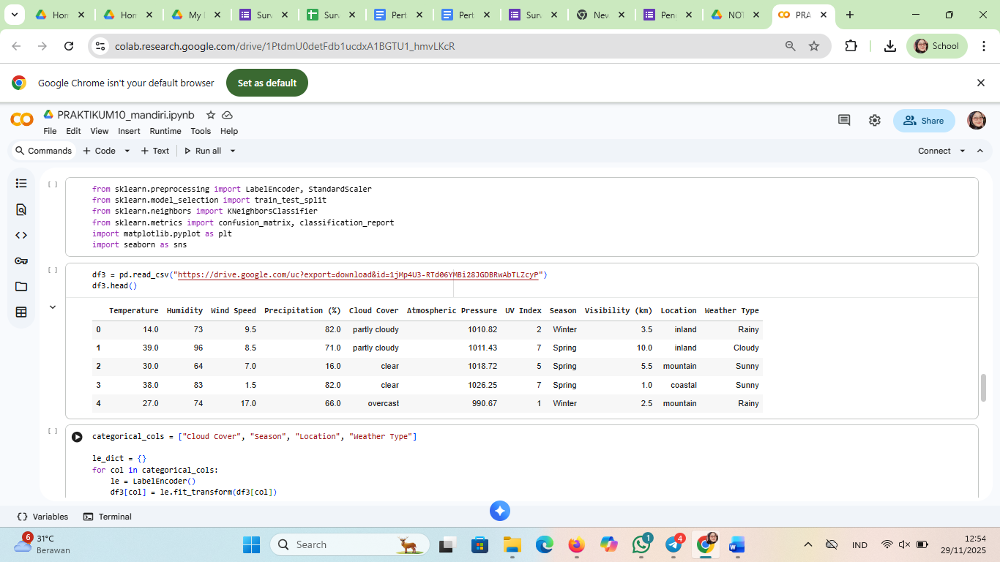 Hon
Hon
My
Surv
Surv
Pert
Pert
Surv
New
Pen
NOT
PRA
colab.research.google.com/drive/1PtdmU0detFdb1ucdxA1BGTU1_hmvLKcR
School
Google Chrome isn't your default browser
Set as default
PRAKTIKUM10_mandiri.ipynb
File Edit View Insert Runtime Tools Help
Share
Commands + Code + Text Run all
Connect
[ ]
from sklearn.preprocessing import LabelEncoder, StandardScaler
from sklearn.model_selection import train_test_split
from sklearn.neighbors import KNeighborsClassifier
from sklearn.metrics import confusion_matrix, classification_report
import matplotlib.pyplot as plt
import seaborn as sns
[ ]
df3 = pd.read_csv("https://drive.google.com/uc?export=download&id=1jMp4U3-RTd06YMBi28JGDBRwAbTLZcyP")
df3.head()
Temperature Humidity Wind Speed Precipitation (%) Cloud Cover Atmospheric Pressure UV Index Season Visibility (km) Location Weather Type
0 14.0 73 9.5 82.0 partly cloudy 1010.82 2 Winter 3.5 inland Rainy
1 39.0 96 8.5 71.0 partly cloudy 1011.43 7 Spring 10.0 inland Cloudy
2 30.0 64 7.0 16.0 clear 1018.72 5 Spring 5.5 mountain Sunny
3 38.0 83 1.5 82.0 clear 1026.25 7 Spring 1.0 coastal Sunny
4 27.0 74 17.0 66.0 overcast 990.67 1 Winter 2.5 mountain Rainy
[ ]
categorical_cols = ["Cloud Cover", "Season", "Location", "Weather Type"]
le_dict = {}
for col in categorical_cols:
le = LabelEncoder()
df3[col] = le.fit_transform(df3[col])
{} Variables Terminal
6
31°C
Berawan
Search
1
4
IND
12:54
29/11/2025